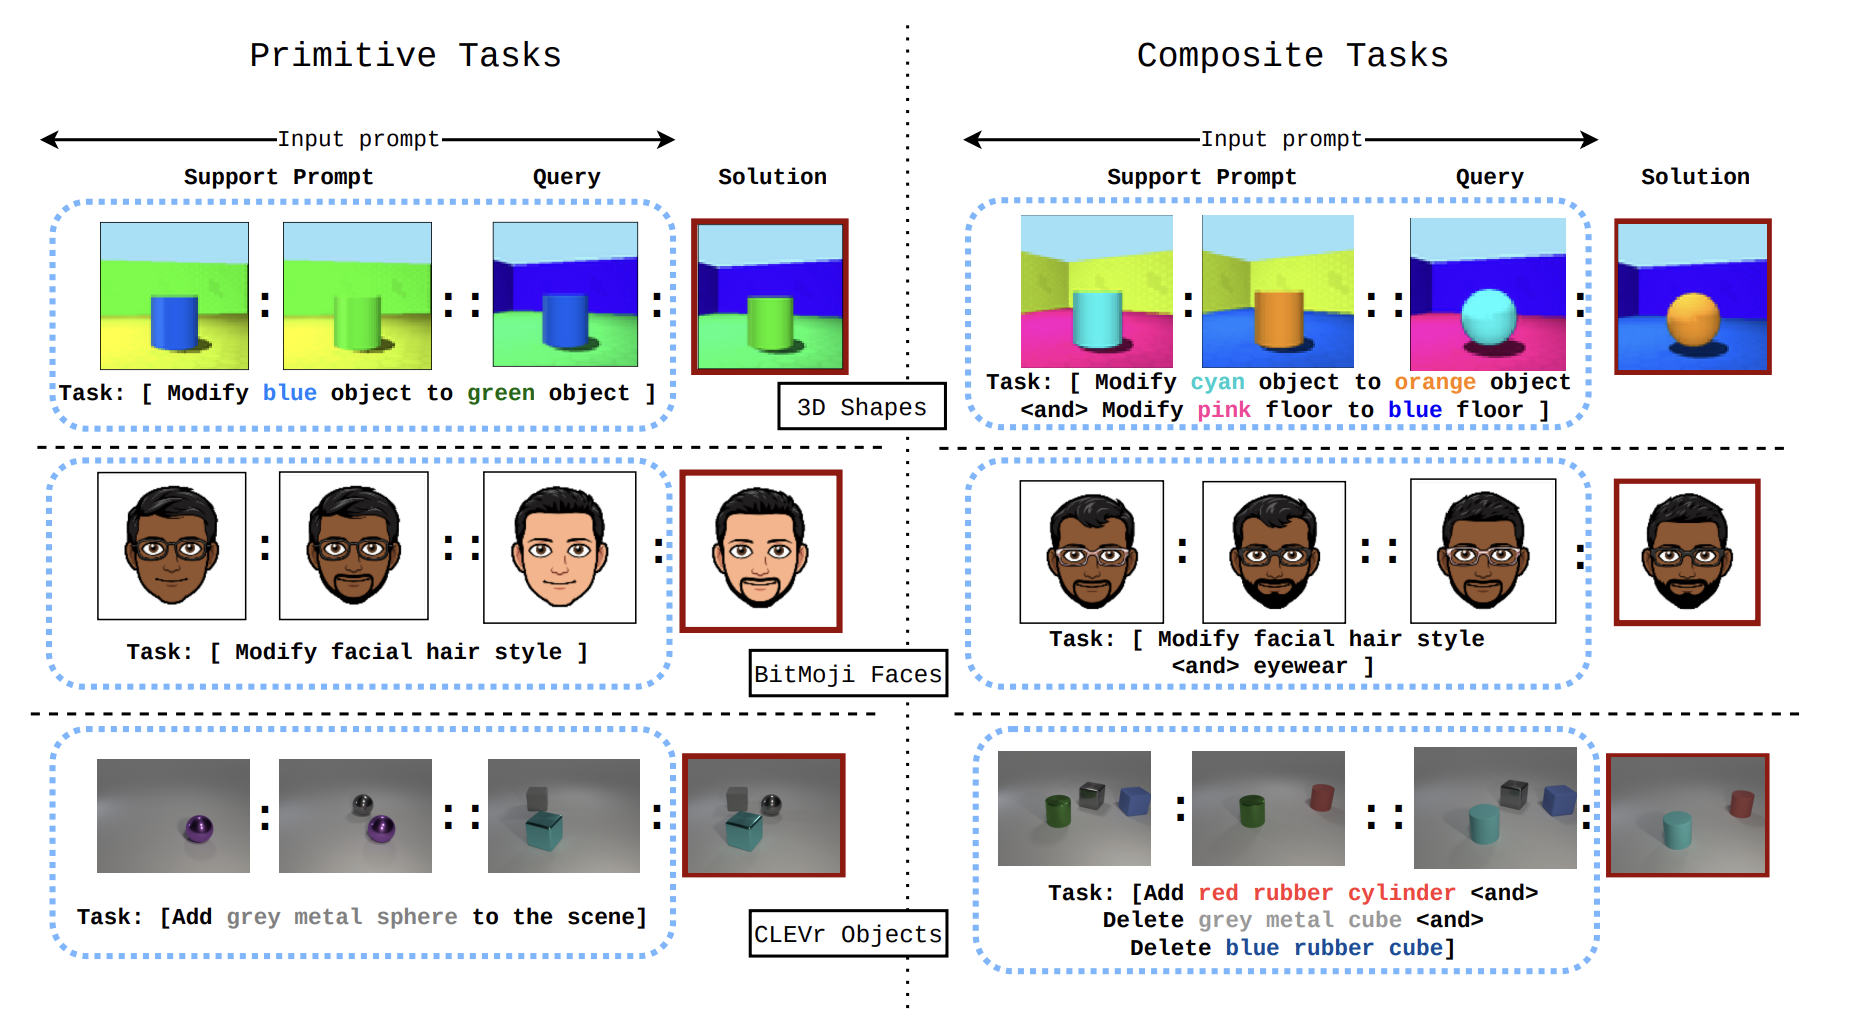 Primitive Tasks
Input prompt
Support Prompt Query Solution
: :: :
Task: [ Modify blue object to green object ]
3D Shapes
: :: :
Task: [ Modify facial hair style ]
BitMoji Faces
: :: :
Task: [Add grey metal sphere to the scene]
CLEVr Objects
Composite Tasks
Input prompt
Support Prompt Query Solution
: :: :
Task: [ Modify cyan object to orange object
<and> Modify pink floor to blue floor ]
: :: :
Task: [ Modify facial hair style
<and> eyewear ]
: :: :
Task: [Add red rubber cylinder <and>
Delete grey metal cube <and>
Delete blue rubber cube]